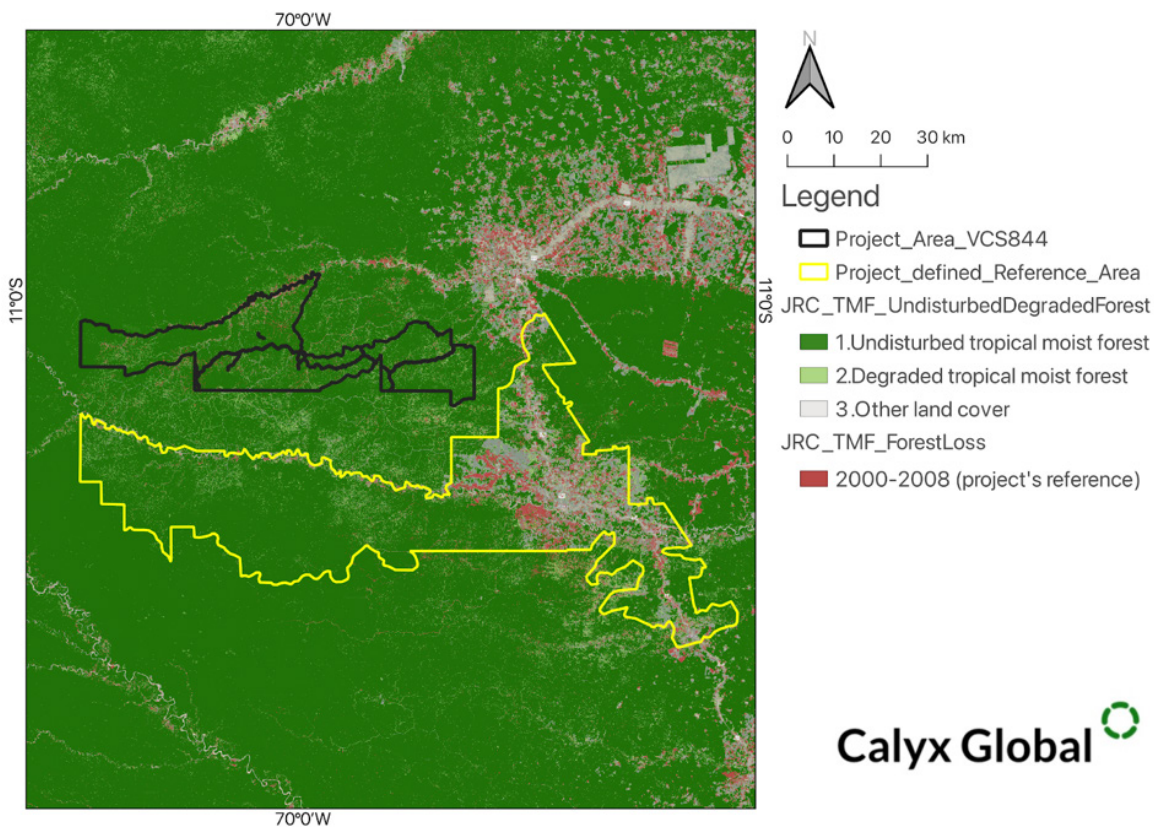 70°0'W
N
0 10 20 30 km
Legend
Project_Area_VCS844
Project_defined_Reference_Area
JRC_TMF_UndisturbedDegradedForest
1.Undisturbed tropical moist forest
2.Degraded tropical moist forest
3.Other land cover
JRC_TMF_ForestLoss
2000-2008 (project's reference)
11°0'S
11°0'S
Calyx Global
70°0'W